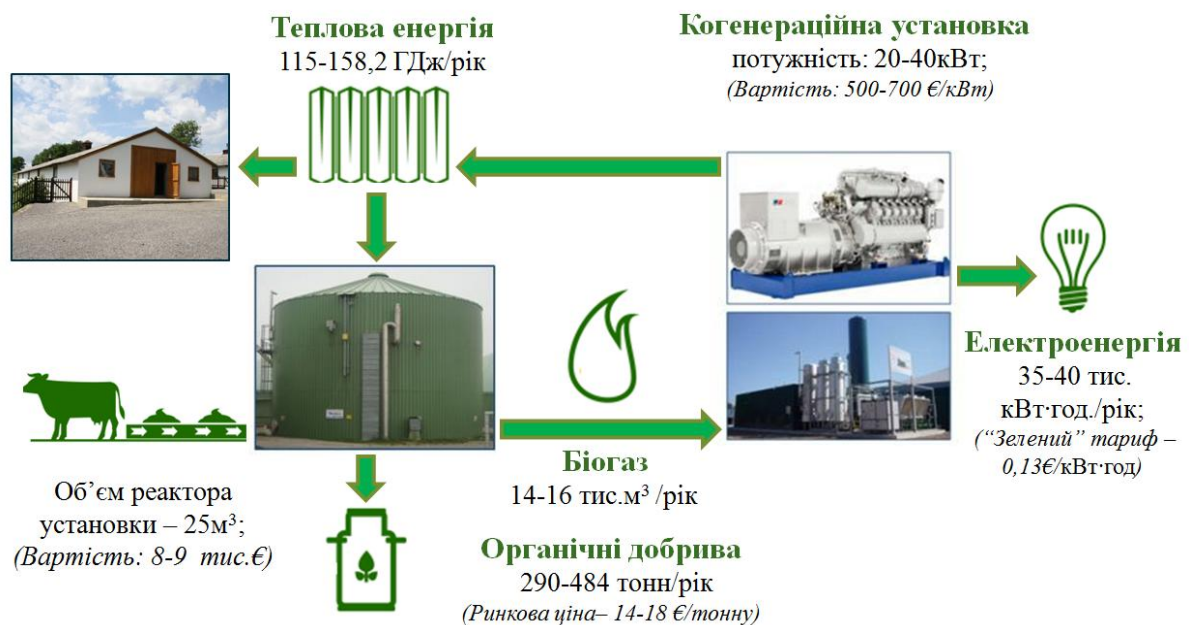 Теплова енергія
115-158,2 ГДж/рік
Когенераційна установка
потужність: 20-40кВт;
(Вартість: 500-700 €/кВт)
Електроенергія
35-40 тис.
кВт·год./рік;
(“Зелений” тариф –
0,13€/кВт·год)
Біогаз
14-16 тис.м³ /рік
Об’єм реактора
установки – 25м³;
(Вартість: 8-9 тис.€)
Органічні добрива
290-484 тонн/рік
(Ринкова ціна– 14-18 €/тонну)